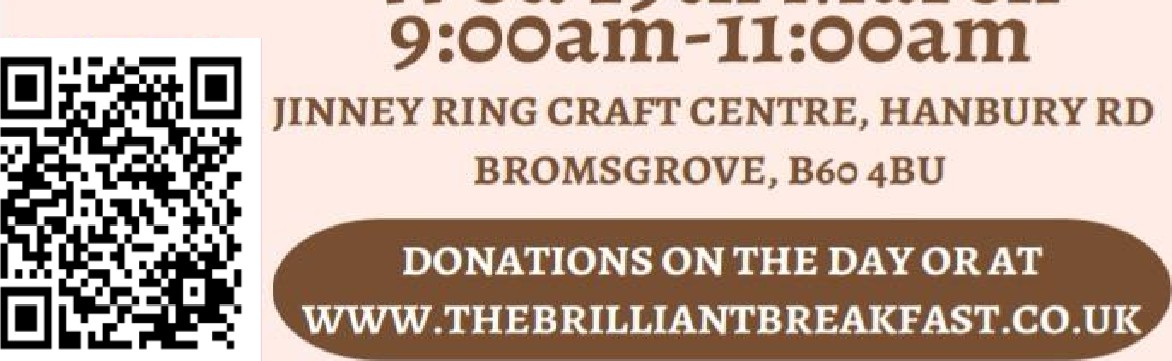 9:00am-11:00am
JINNEY RING CRAFT CENTRE, HANBURY RD
BROMSGROVE, B60 4BU
DONATIONS ON THE DAY OR AT
WWW.THEBRILLIANTBREAKFAST.CO.UK